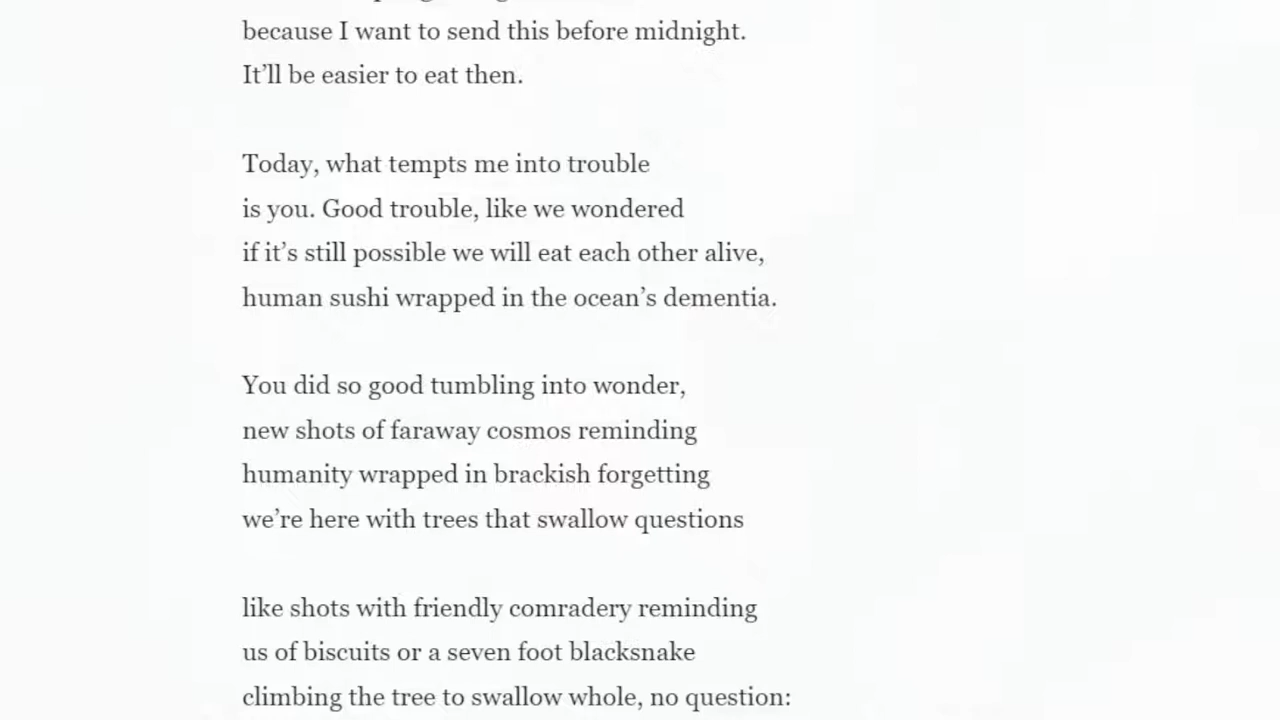 because I want to send this before midnight.
It’ll be easier to eat then.
Today, what tempts me into trouble
is you. Good trouble, like we wondered
if it’s still possible we will eat each other alive,
human sushi wrapped in the ocean’s dementia.
You did so good tumbling into wonder,
new shots of faraway cosmos reminding
humanity wrapped in brackish forgetting
we’re here with trees that swallow questions
like shots with friendly comradery reminding
us of biscuits or a seven foot blacksnake
climbing the tree to swallow whole, no question: